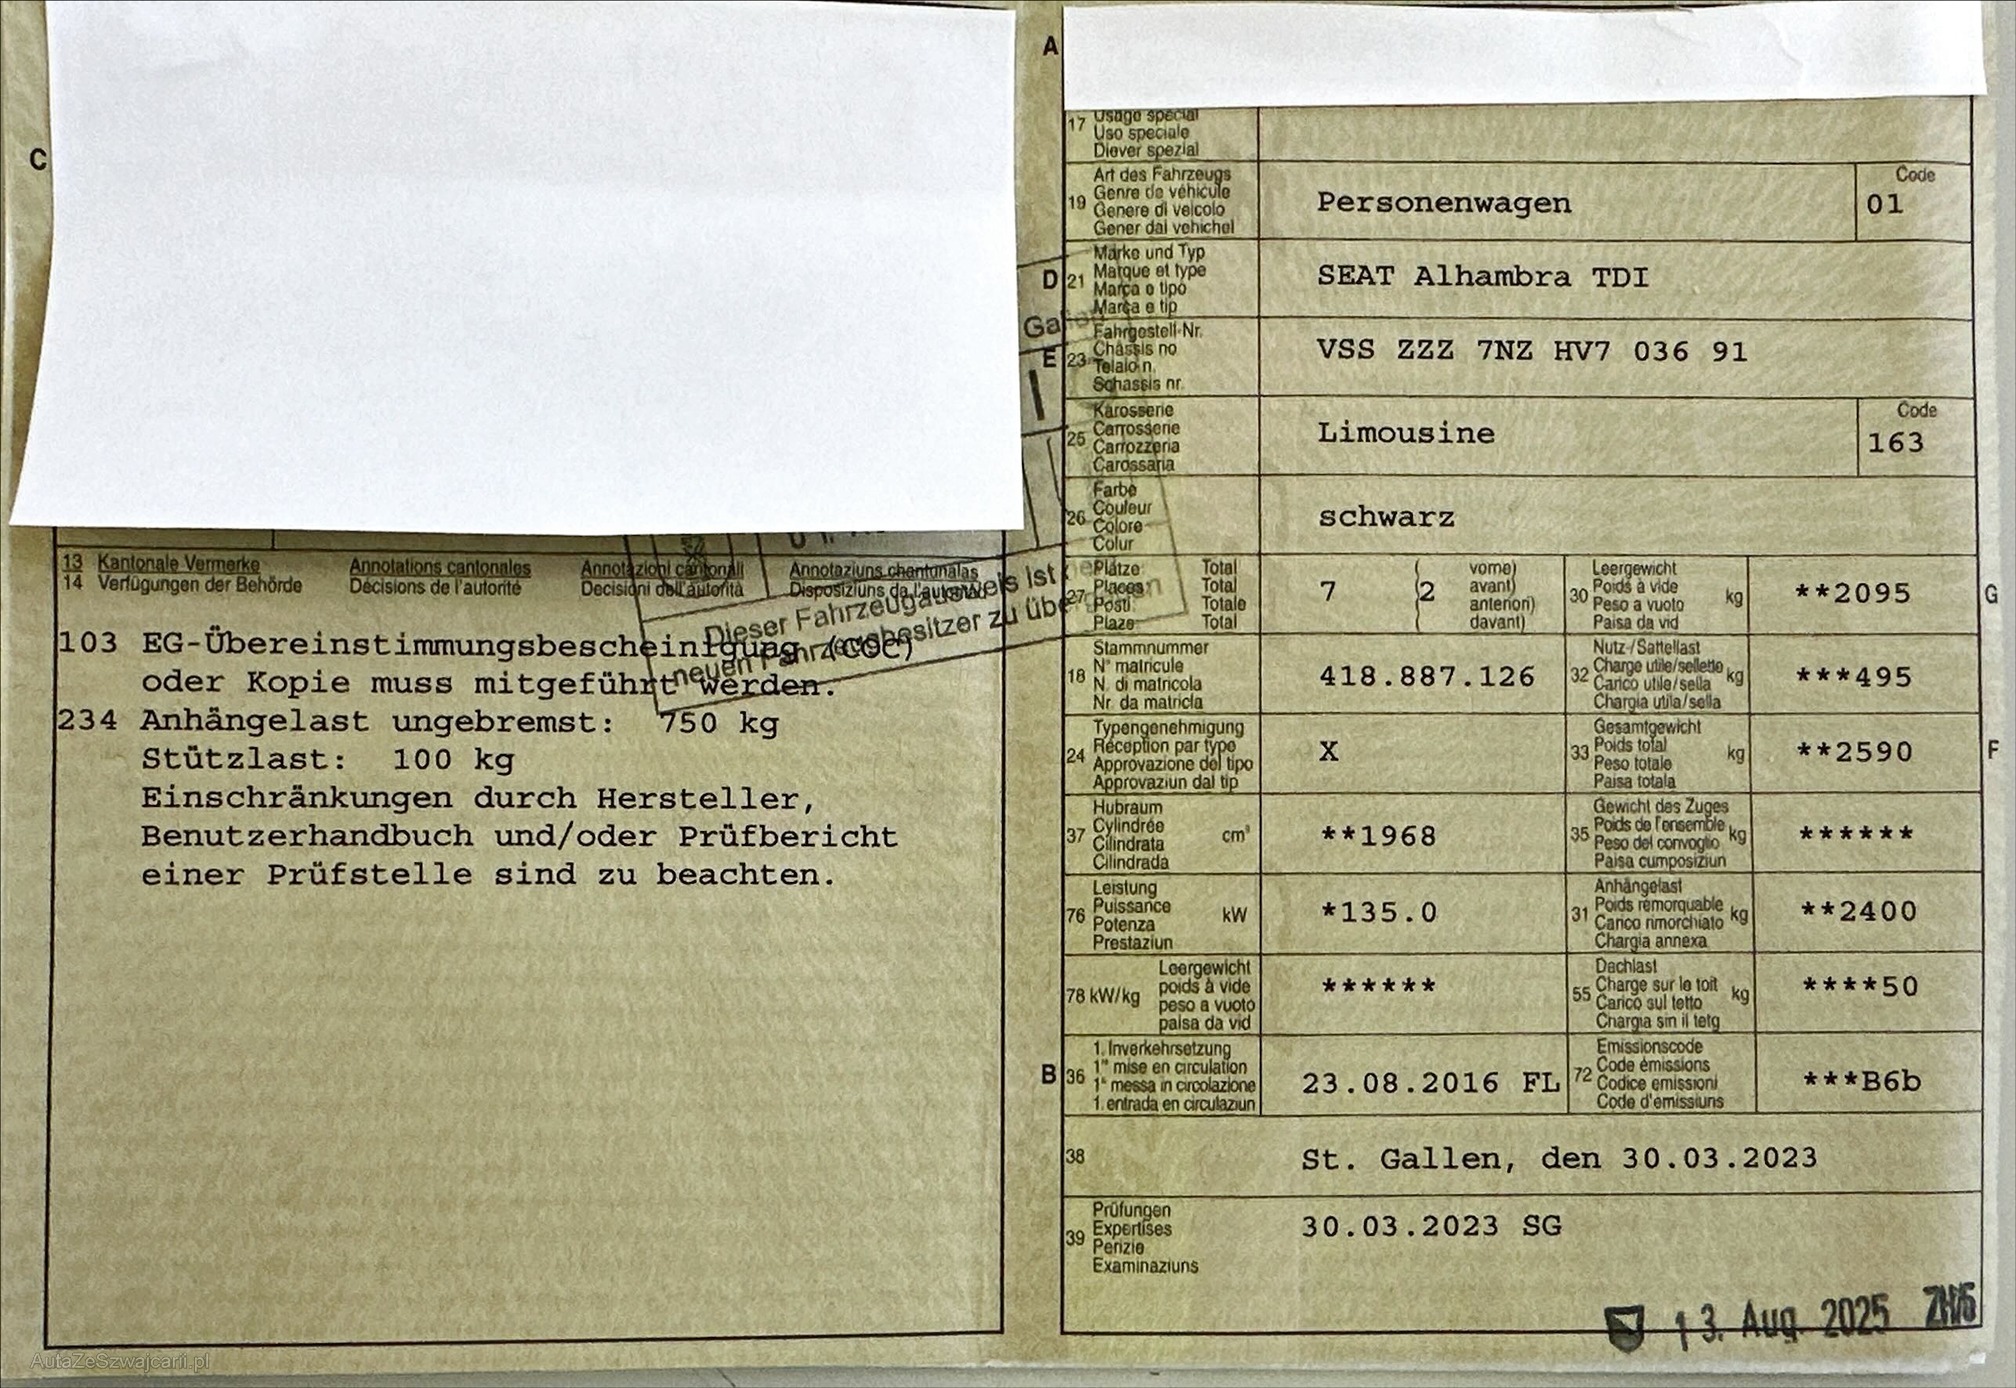 C
13 Kantonale Vermerke Annotations cantonales Annotazioni cantonali Annotaziuns chantunalas
14 Verfügungen der Behörde Décisions de l'autorité Decisioni dell'autorità Disposiziuns da l'autoritad
Dieser Fahrzeugausweis ist
neuen Fahrzeugbesitzer zu übe
103 EG-Übereinstimmungsbescheinigung (COC)
oder Kopie muss mitgeführt werden.
234 Anhängelast ungebremst: 750 kg
Stützlast: 100 kg
Einschränkungen durch Hersteller,
Benutzerhandbuch und/oder Prüfbericht
einer Prüfstelle sind zu beachten.
A
17 Usage spécial
Uso speciale
Diever spezial
19 Art des Fahrzeugs
Genre de véhicule
Genere di veicolo
Gener dal vehichel
Personenwagen
Code
01
D
21 Marke und Typ
Marque et type
Marca e tipo
Marca e tip
SEAT Alhambra TDI
E
23 Fahrgestell-Nr.
Châssis no
Telaio n.
Schassis nr.
VSS ZZZ 7NZ HV7 036 91
25 Karosserie
Carrosserie
Carrozzeria
Carossaria
Limousine
Code
163
26 Farbe
Couleur
Colore
Colur
schwarz
27 Plätze Total
Places Total
Posti Totale
Plazs Total
7 (2 vorne)
avant)
anteriori)
davant)
30 Leergewicht
Poids à vide
Peso a vuoto
Paisa da vid
kg
**2095
G
18 Stammnummer
N° matricule
N. di matricola
Nr. da matricla
418.887.126
32 Nutz-/Sattellast
Charge utile/sellette
Carico utile/sella
Chargia utila/sella
kg
***495
24 Typengenehmigung
Réception par type
Approvazione del tipo
Approvaziun dal tip
X
33 Gesamtgewicht
Poids total
Peso totale
Paisa totala
kg
**2590
F
37 Hubraum
Cylindrée
Cilindrata
Cilindrada
cm³
**1968
35 Gewicht des Zuges
Poids de l'ensemble
Peso del convoglio
Paisa cumposiziun
kg
******
76 Leistung
Puissance
Potenza
Prestaziun
kW
*135.0
31 Anhängelast
Poids remorquable
Carico rimorchiato
Chargia annexa
kg
**2400
78 kW/kg
Leergewicht
poids à vide
peso a vuoto
paisa da vid
******
55 Dachlast
Charge sur le toit
Carico sul tetto
Chargia sin il tetg
kg
****50
B
36 1. Inverkehrsetzung
1re mise en circulation
1a messa in circolazione
1. entrada en circulaziun
23.08.2016 FL
72 Emissionscode
Code émissions
Codice emissioni
Code d'emissiuns
***B6b
38 St. Gallen, den 30.03.2023
39 Prüfungen
Expertises
Perizie
Examinaziuns
30.03.2023 SG
13. Aug. 2025
AutaZeSzwajcarii.pl